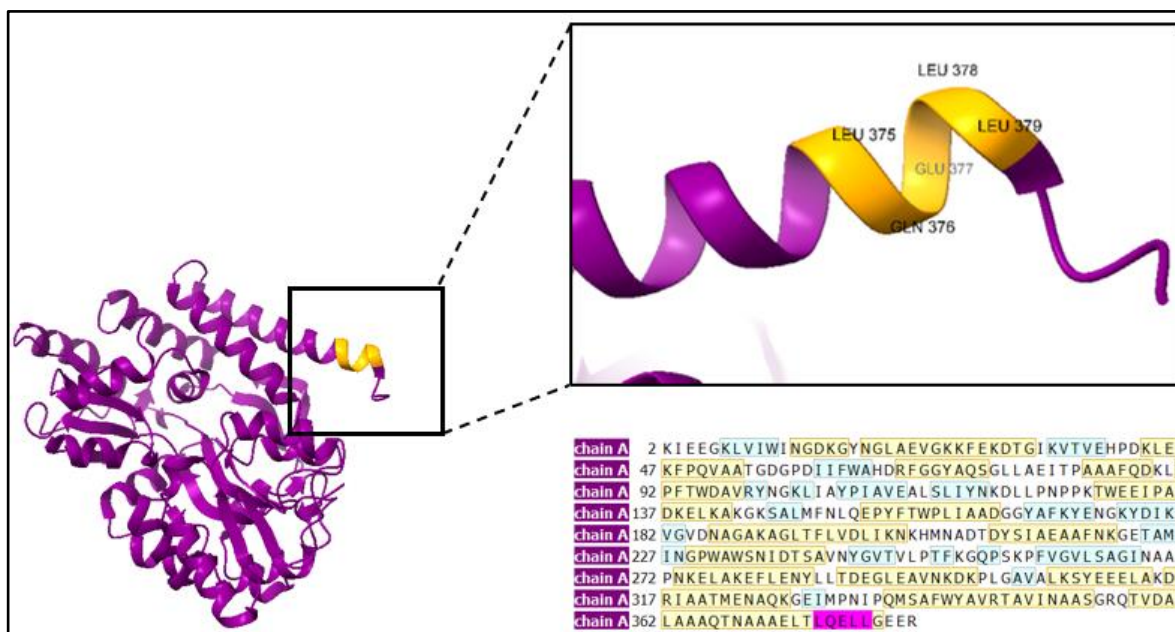 LEU 378
LEU 375
LEU 379
GLU 377
GLN 376
chain A 2 KIEEGKLVIWINGDKGYNGLAEVGKKFEKDTGIKVTVEHPDKLE
chain A 47 KFPQVAATGDGPDIIFWAHDRFGGYAQSGLLAEITPAAAFQDKL
chain A 92 PFTWDAVRYNGKLIAYPIAVEALSLIYNKDLLPNPPKTWEEIPA
chain A 137 DKELKAKGKSALMFNLQEPYFTWPLIAADGGYAFKYENGKYDIK
chain A 182 VGVDNAGAKAGLTFLVDLIKNKHMNADTDYSIAEAAFNKGETAM
chain A 227 INGPWAWSNIDTSAVNYGVTVLPTFKGQPSKPFVGVLSAGINAA
chain A 272 PNKELAKEFLENYLLTDEGLEAVNKDKPLGAVALKSYEEELAKD
chain A 317 RIAATMENAQKGEIMPNIPQMSAFWYAVRTAVINAASGRQTVDA
chain A 362 LAAAQTNAAAELTLQELLGEER